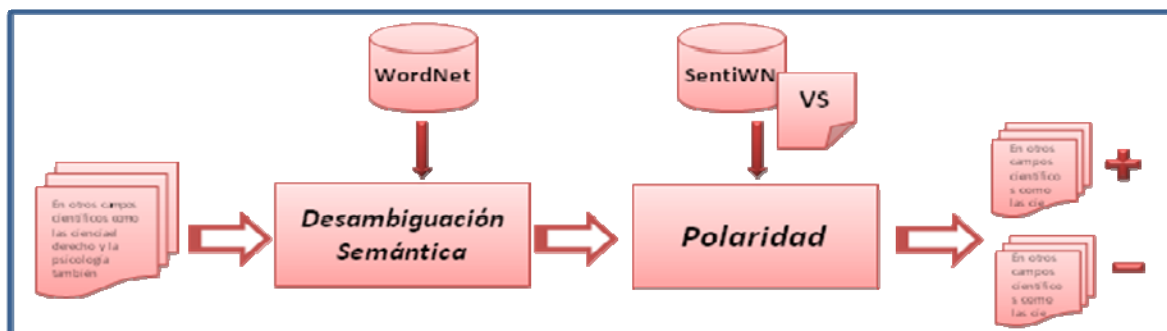 WordNet
SentiWN
VS
En otros campos
científicos como
las cienciael
derecho y la
psicología
también
Desambiguación
Semántica
Polaridad
En otros
campos
científico
s como
las cie
+
En otros
campos
científico
s como
las cie
-